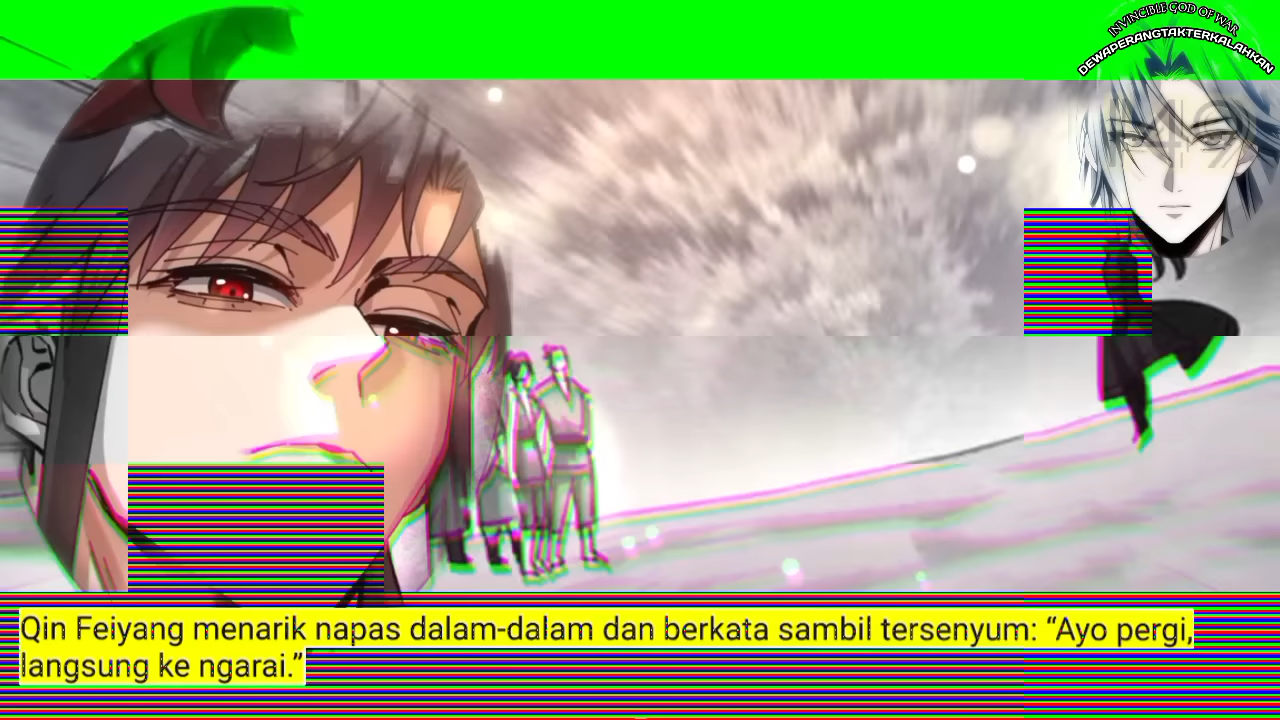 INVINCIBLE GOD OF WAR
DEWAPERANGTAKTERKALAHKAN
Qin Feiyang menarik napas dalam-dalam dan berkata sambil tersenyum: “Ayo pergi,
langsung ke ngarai.”